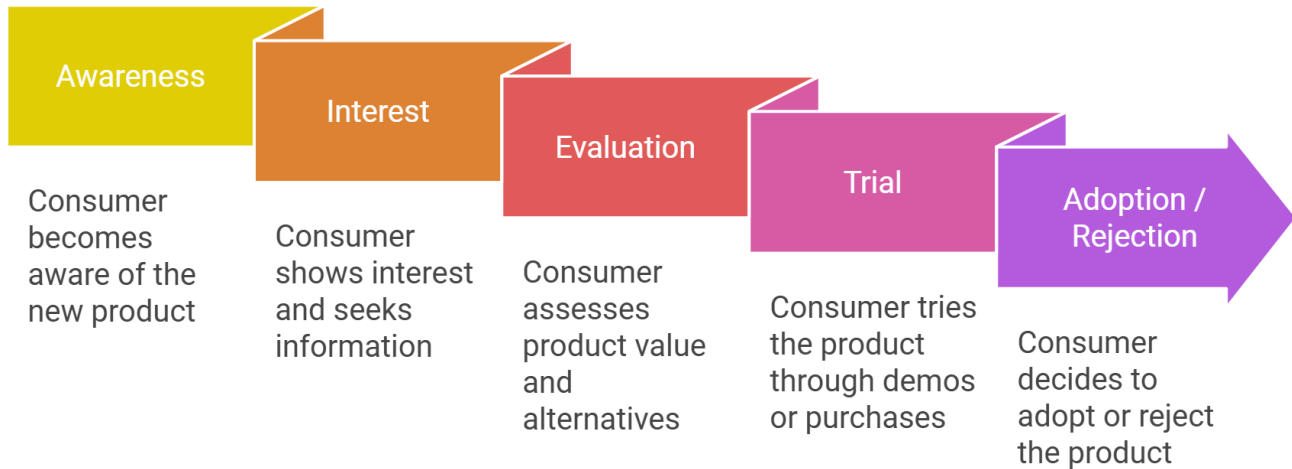 Awareness
Consumer
becomes
aware of the
new product
Interest
Consumer
shows interest
and seeks
information
Evaluation
Consumer
assesses
product value
and
alternatives
Trial
Consumer tries
the product
through demos
or purchases
Adoption /
Rejection
Consumer
decides to
adopt or reject
the product